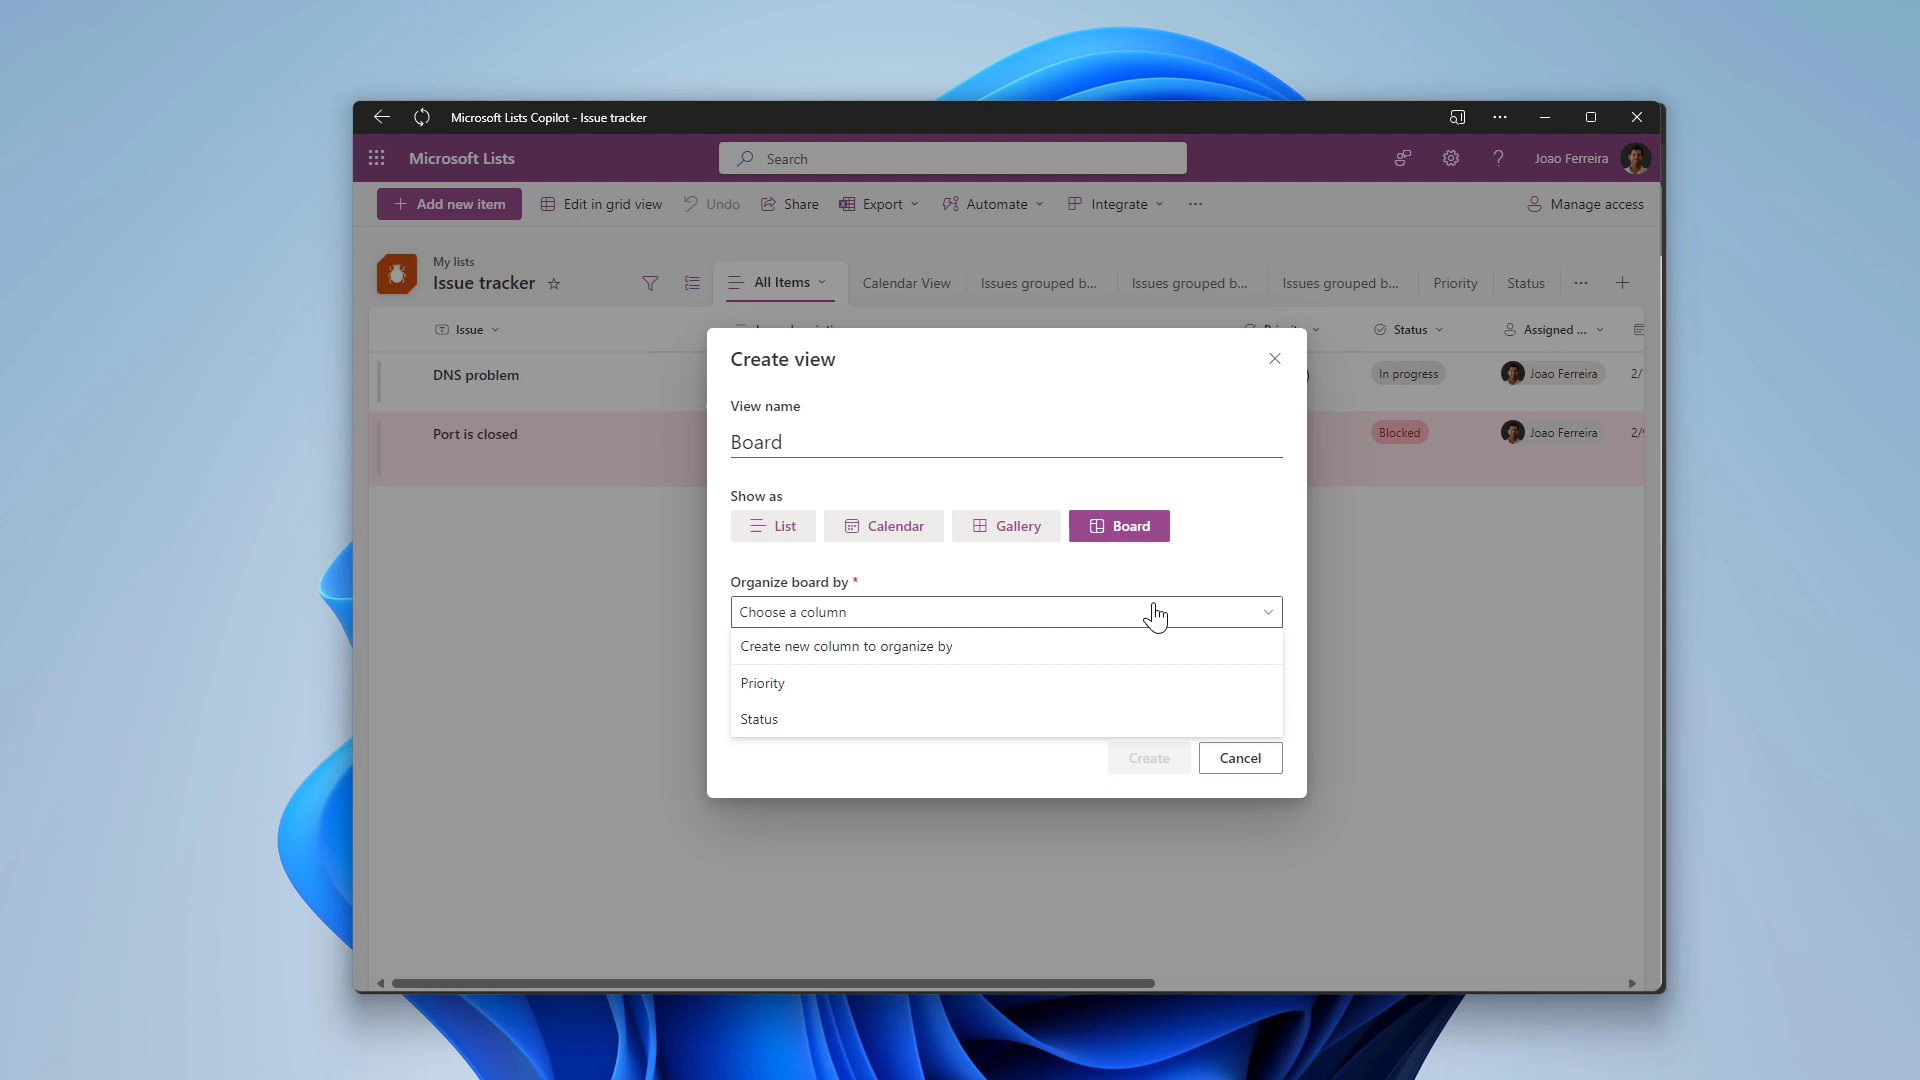 Microsoft Lists Copilot - Issue tracker
Microsoft Lists
Search
Joao Ferreira
Add new item
Edit in grid view
Undo
Share
Export
Automate
Integrate
Manage access
My lists
Issue tracker
All Items
Calendar View
Issues grouped b...
Issues grouped b...
Issues grouped b...
Priority
Status
Issue
Status
Assigned ...
DNS problem
In progress
Joao Ferreira
2/
Port is closed
Blocked
Joao Ferreira
Create view
View name
Board
Show as
List
Calendar
Gallery
Board
Organize board by *
Choose a column
Create new column to organize by
Priority
Status
Create
Cancel